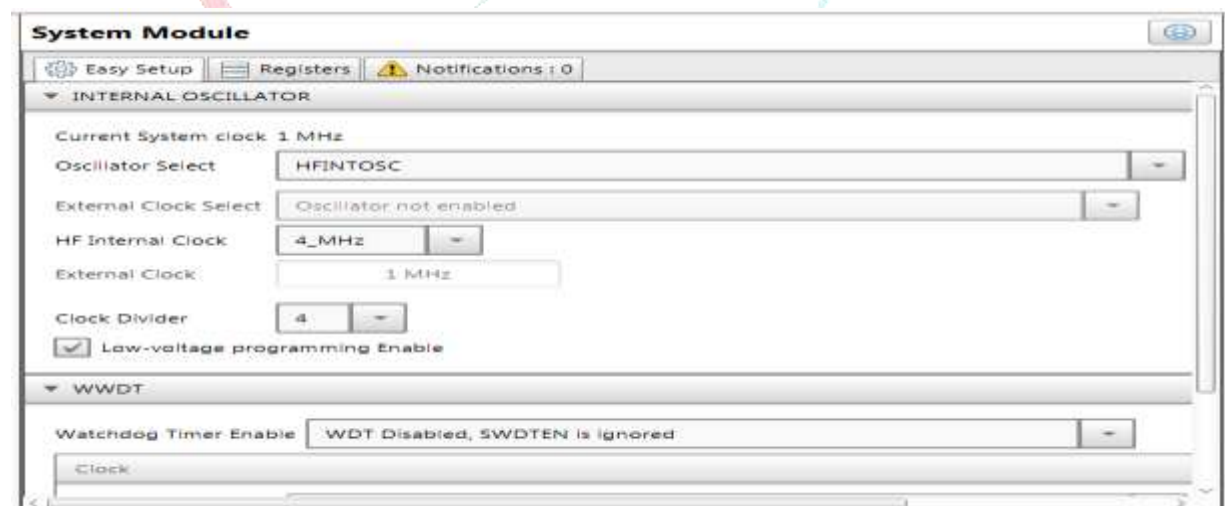 System Module
Easy Setup Registers Notifications : 0
INTERNAL OSCILLATOR
Current System clock 1 MHz
Oscillator Select HFINTOSC
External Clock Select Oscillator not enabled
HF Internal Clock 4_MHz
External Clock 1 MHz
Clock Divider 4
Low-voltage programming Enable
WWDT
Watchdog Timer Enable WDT Disabled, SWDTEN is ignored
Clock